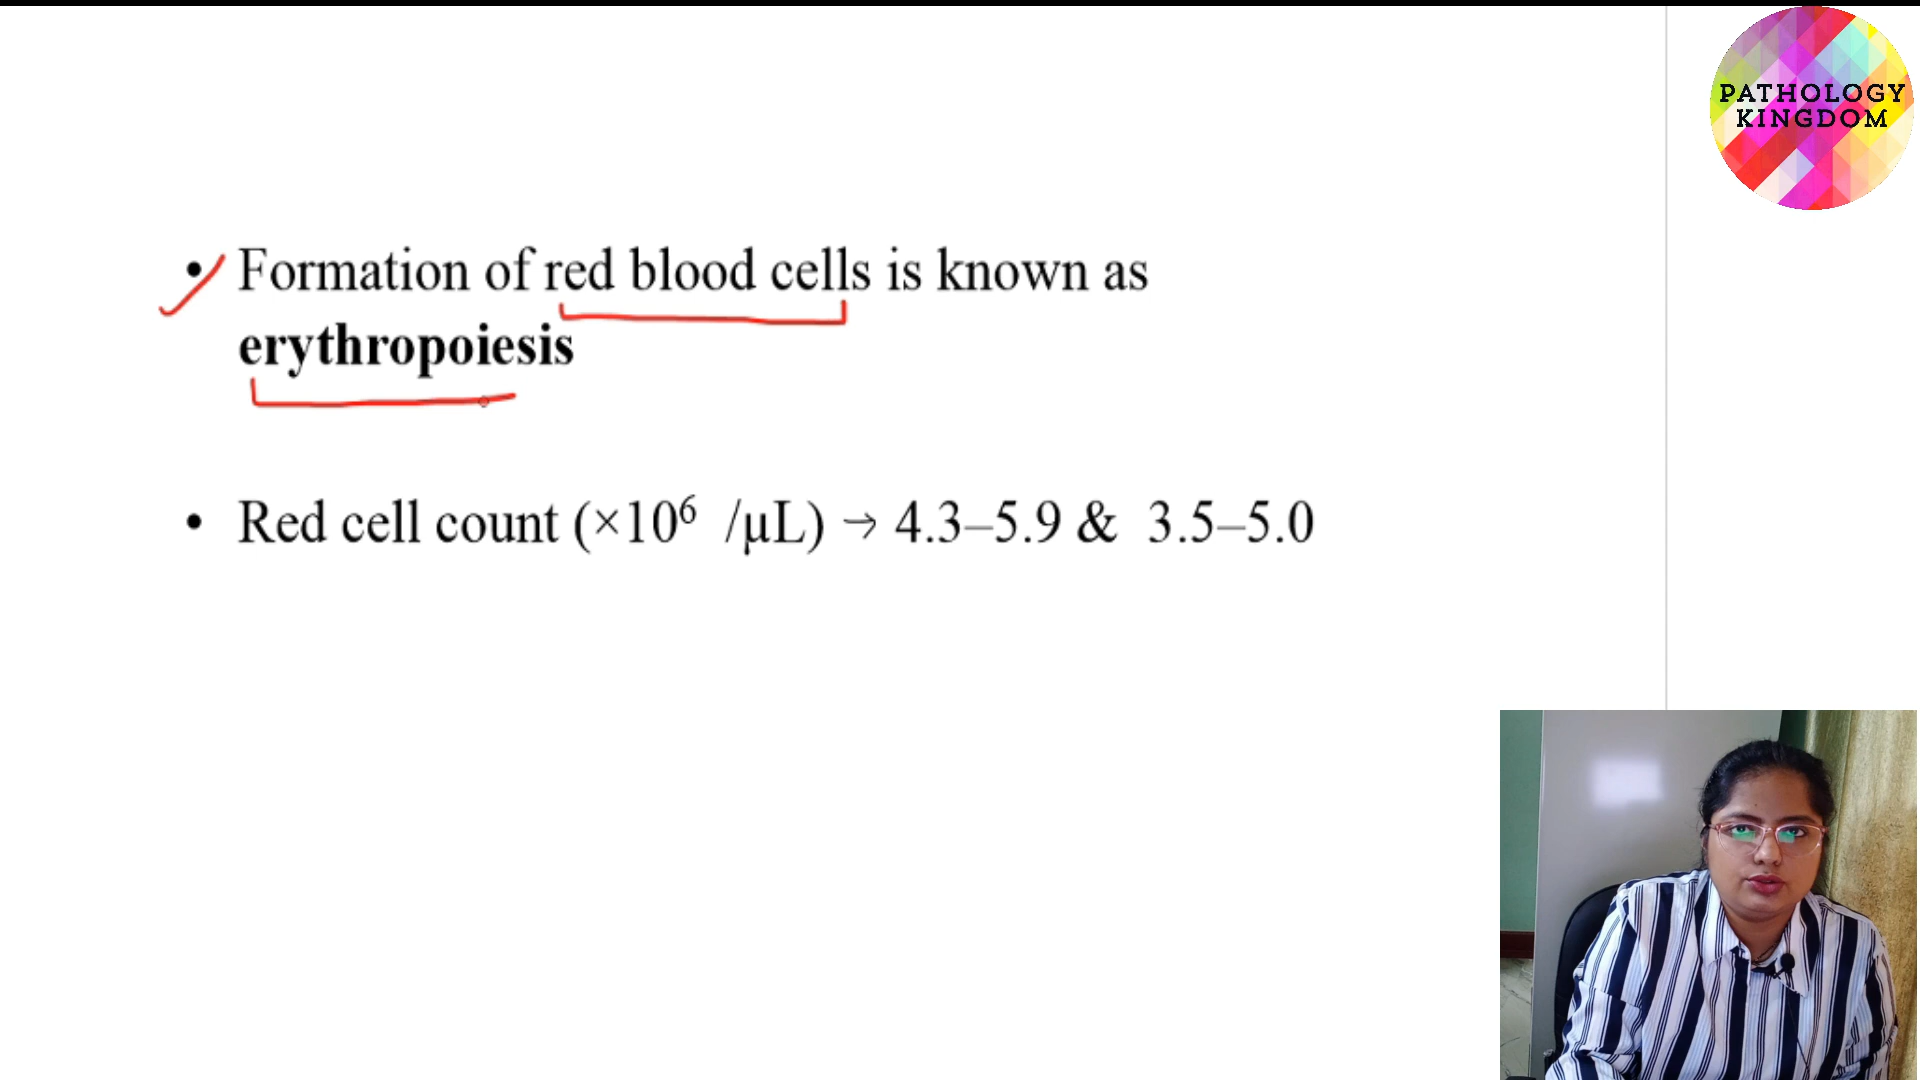 PATHOLOGY
KINGDOM
• Formation of red blood cells is known as
erythropoiesis
• Red cell count (×10⁶ /µL) → 4.3–5.9 & 3.5–5.0